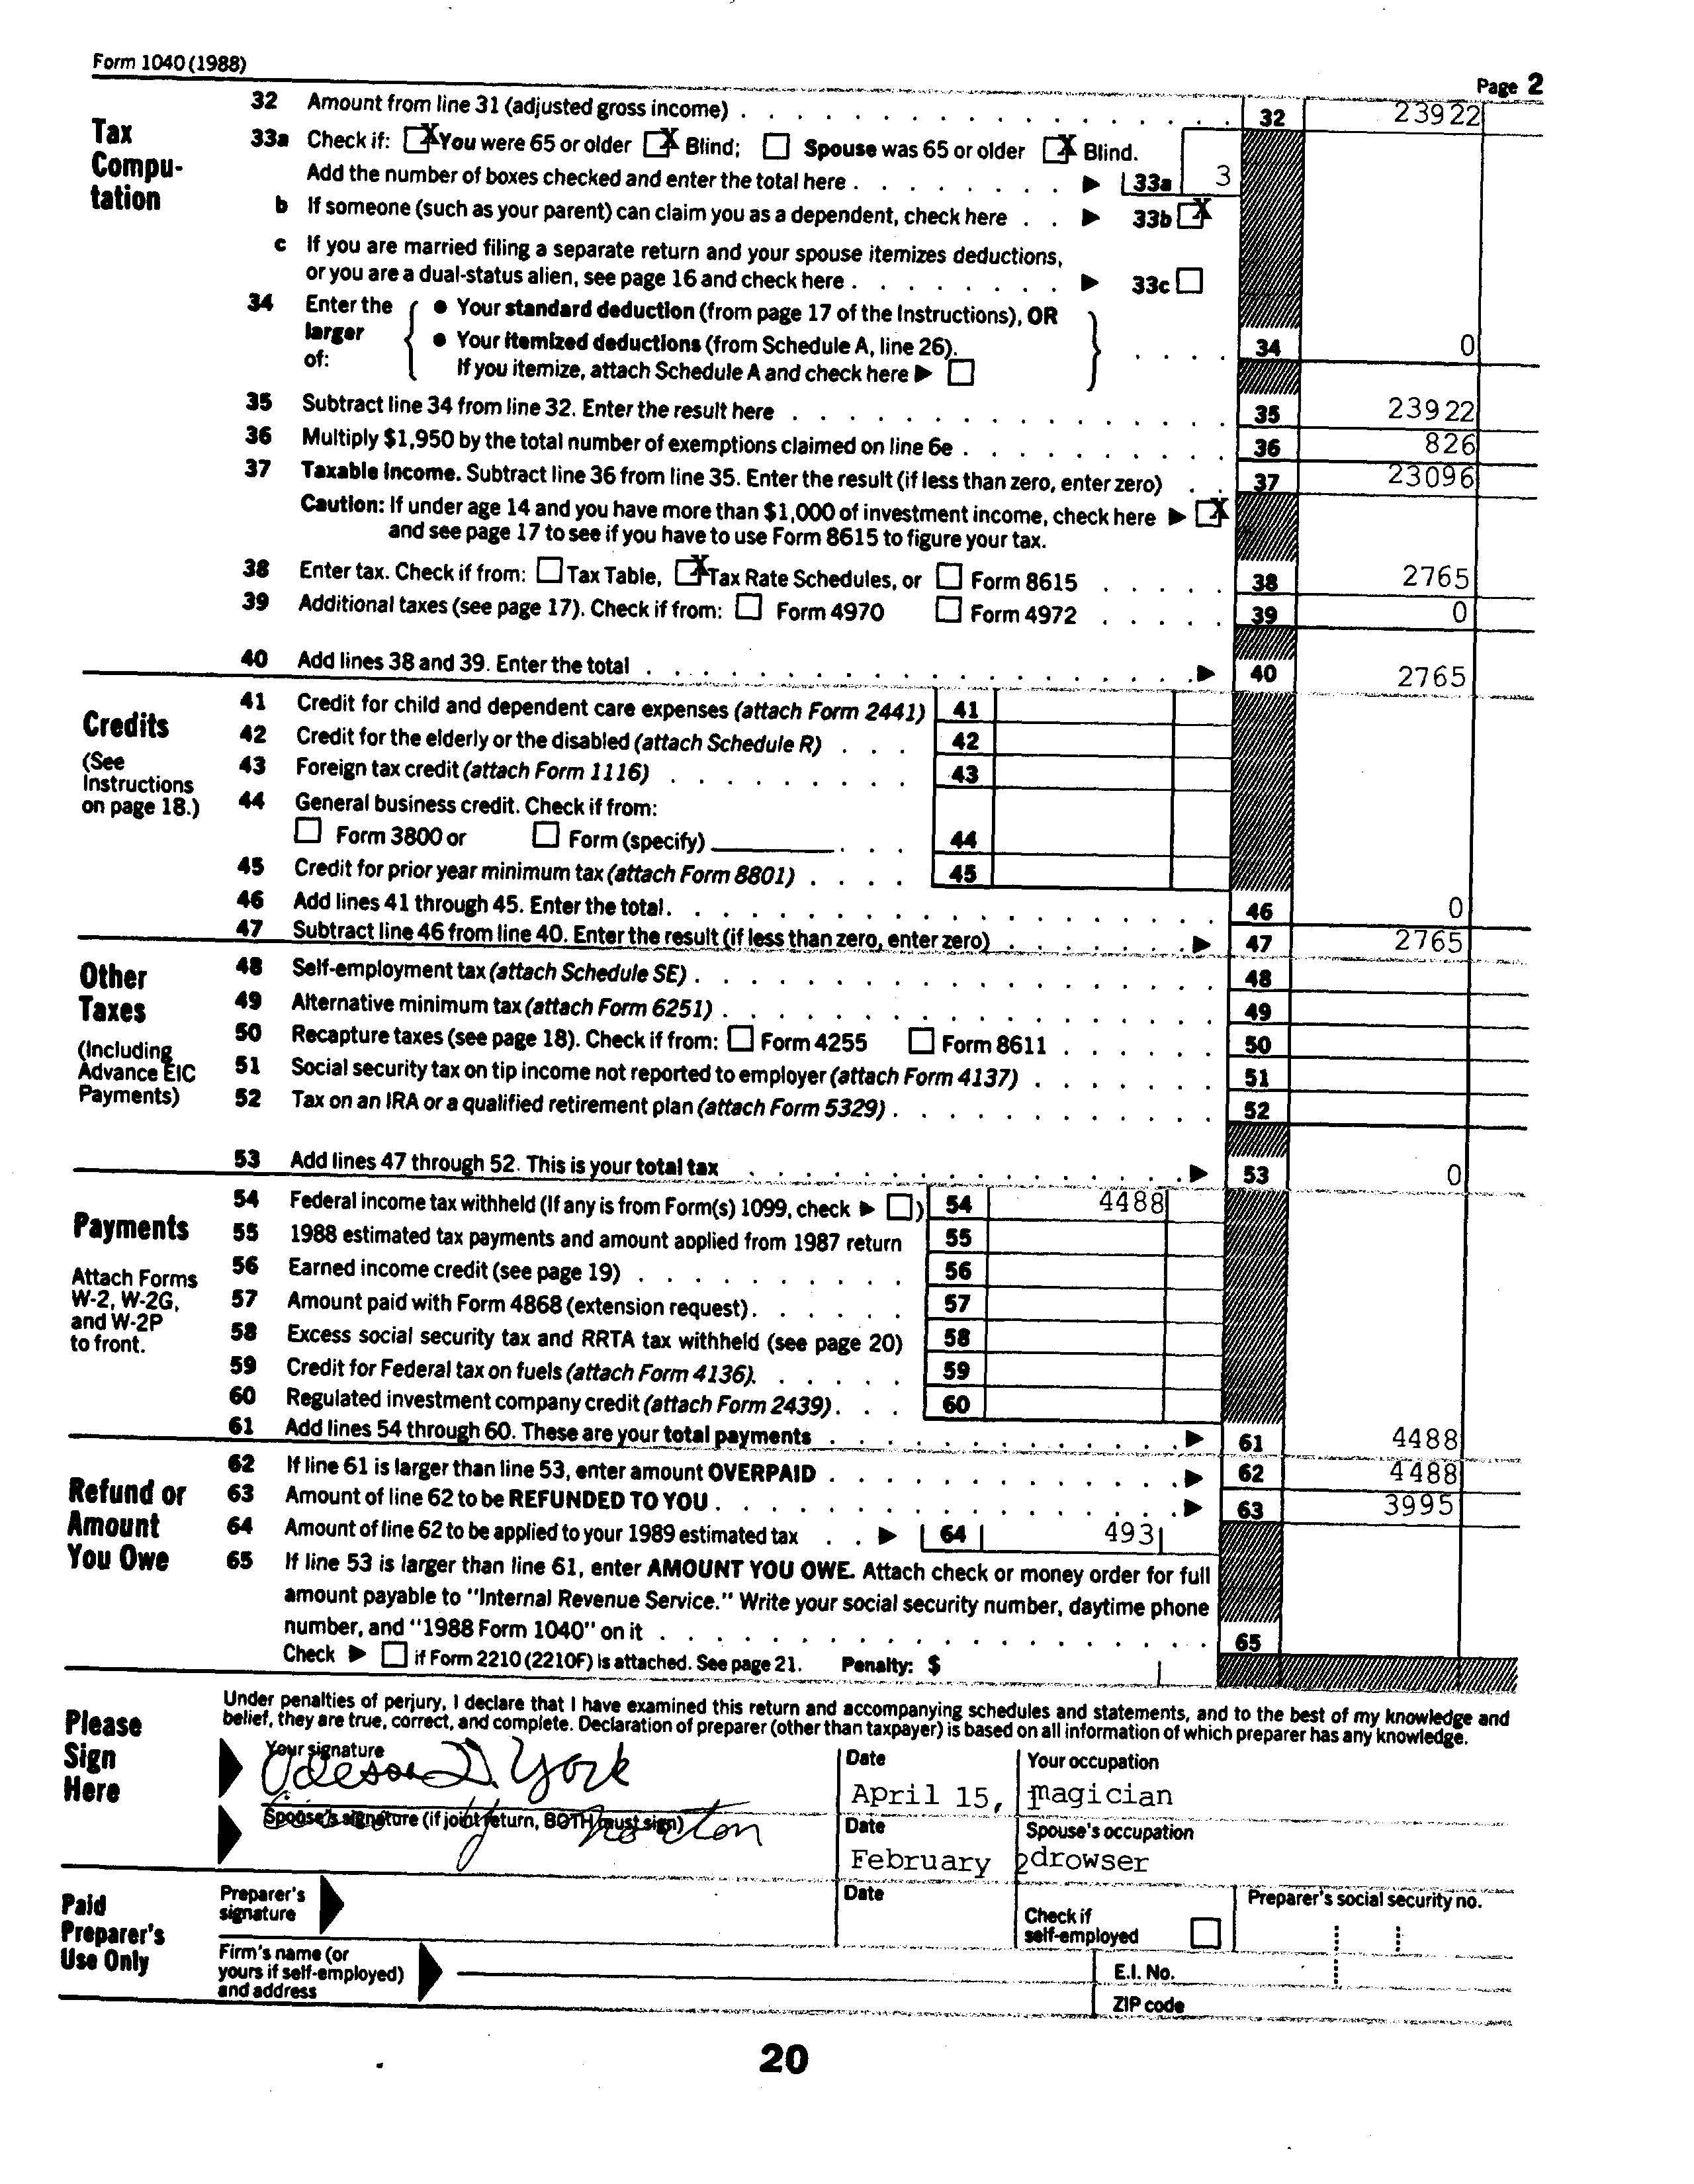 Form 1040 (1988)
Page 2
Tax Compu-tation
32 Amount from line 31 (adjusted gross income) . . . 32 23922
33a Check if: X You were 65 or older X Blind; Spouse was 65 or older X Blind.
Add the number of boxes checked and enter the total here . . . ▶ 33a 3
b If someone (such as your parent) can claim you as a dependent, check here . . ▶ 33b X
c If you are married filing a separate return and your spouse itemizes deductions,
or you are a dual-status alien, see page 16 and check here . . . ▶ 33c
34 Enter the larger of:
● Your standard deduction (from page 17 of the Instructions), OR
● Your itemized deductions (from Schedule A, line 26).
If you itemize, attach Schedule A and check here ▶
. . . . 34 0
35 Subtract line 34 from line 32. Enter the result here . . . 35 23922
36 Multiply $1,950 by the total number of exemptions claimed on line 6e . . . 36 826
37 Taxable income. Subtract line 36 from line 35. Enter the result (if less than zero, enter zero) . . 37 23096
Caution: If under age 14 and you have more than $1,000 of investment income, check here ▶ X
and see page 17 to see if you have to use Form 8615 to figure your tax.
38 Enter tax. Check if from: Tax Table, X Tax Rate Schedules, or Form 8615 . . . 38 2765
39 Additional taxes (see page 17). Check if from: Form 4970 Form 4972 . . . 39 0
40 Add lines 38 and 39. Enter the total . . . ▶ 40 2765
Credits
(See Instructions on page 18.)
41 Credit for child and dependent care expenses (attach Form 2441) 41
42 Credit for the elderly or the disabled (attach Schedule R) . . . 42
43 Foreign tax credit (attach Form 1116) . . . 43
44 General business credit. Check if from:
Form 3800 or Form (specify) . . . 44
45 Credit for prior year minimum tax (attach Form 8801) . . . . 45
46 Add lines 41 through 45. Enter the total . . . 46 0
47 Subtract line 46 from line 40. Enter the result (if less than zero, enter zero) . . . ▶ 47 2765
Other Taxes
(Including Advance EIC Payments)
48 Self-employment tax (attach Schedule SE) . . . 48
49 Alternative minimum tax (attach Form 6251) . . . 49
50 Recapture taxes (see page 18). Check if from: Form 4255 Form 8611 . . . 50
51 Social security tax on tip income not reported to employer (attach Form 4137) . . . 51
52 Tax on an IRA or a qualified retirement plan (attach Form 5329) . . . 52
53 Add lines 47 through 52. This is your total tax . . . ▶ 53 0
Payments
Attach Forms W-2, W-2G, and W-2P to front.
54 Federal income tax withheld (If any is from Form(s) 1099, check ▶ ) 54 4488
55 1988 estimated tax payments and amount applied from 1987 return 55
56 Earned income credit (see page 19) . . . 56
57 Amount paid with Form 4868 (extension request) . . . 57
58 Excess social security tax and RRTA tax withheld (see page 20) 58
59 Credit for Federal tax on fuels (attach Form 4136). . . . 59
60 Regulated investment company credit (attach Form 2439) . . . 60
61 Add lines 54 through 60. These are your total payments . . . ▶ 61 4488
Refund or Amount You Owe
62 If line 61 is larger than line 53, enter amount OVERPAID . . . ▶ 62 4488
63 Amount of line 62 to be REFUNDED TO YOU . . . ▶ 63 3995
64 Amount of line 62 to be applied to your 1989 estimated tax . . ▶ 64 493
65 If line 53 is larger than line 61, enter AMOUNT YOU OWE. Attach check or money order for full
amount payable to "Internal Revenue Service." Write your social security number, daytime phone
number, and "1988 Form 1040" on it . . . 65
Check ▶ if Form 2210 (2210F) is attached. See page 21. Penalty: $
Please Sign Here
Under penalties of perjury, I declare that I have examined this return and accompanying schedules and statements, and to the best of my knowledge and
belief, they are true, correct, and complete. Declaration of preparer (other than taxpayer) is based on all information of which preparer has any knowledge.
Your signature Odeson D. York
Date April 15,
Your occupation magician
Spouse's signature (if joint return, BOTH must sign) Norton
Date February 2
Spouse's occupation drowser
Paid Preparer's Use Only
Preparer's signature
Date
Check if self-employed
Preparer's social security no.
Firm's name (or yours if self-employed) and address
E.I. No.
ZIP code
20